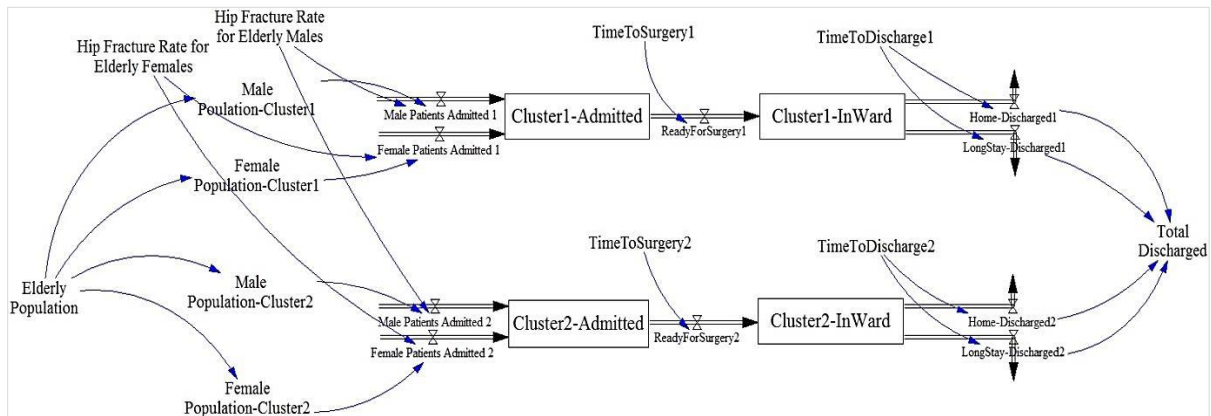 Hip Fracture Rate
for Elderly Males
Hip Fracture Rate for
Elderly Females
TimeToSurgery1
TimeToDischarge1
Male
Poulation-Cluster1
Male Patients Admitted 1
Cluster1-Admitted
ReadyForSurgery1
Cluster1-InWard
Home-Discharged1
Female Patients Admitted 1
LongStay-Discharged1
Female
Population-Cluster1
TimeToSurgery2
TimeToDischarge2
Total
Discharged
Elderly
Population
Male
Population-Cluster2
Male Patients Admitted 2
Cluster2-Admitted
ReadyForSurgery2
Cluster2-InWard
Home-Discharged2
Female Patients Admitted 2
LongStay-Discharged2
Female
Population-Cluster2